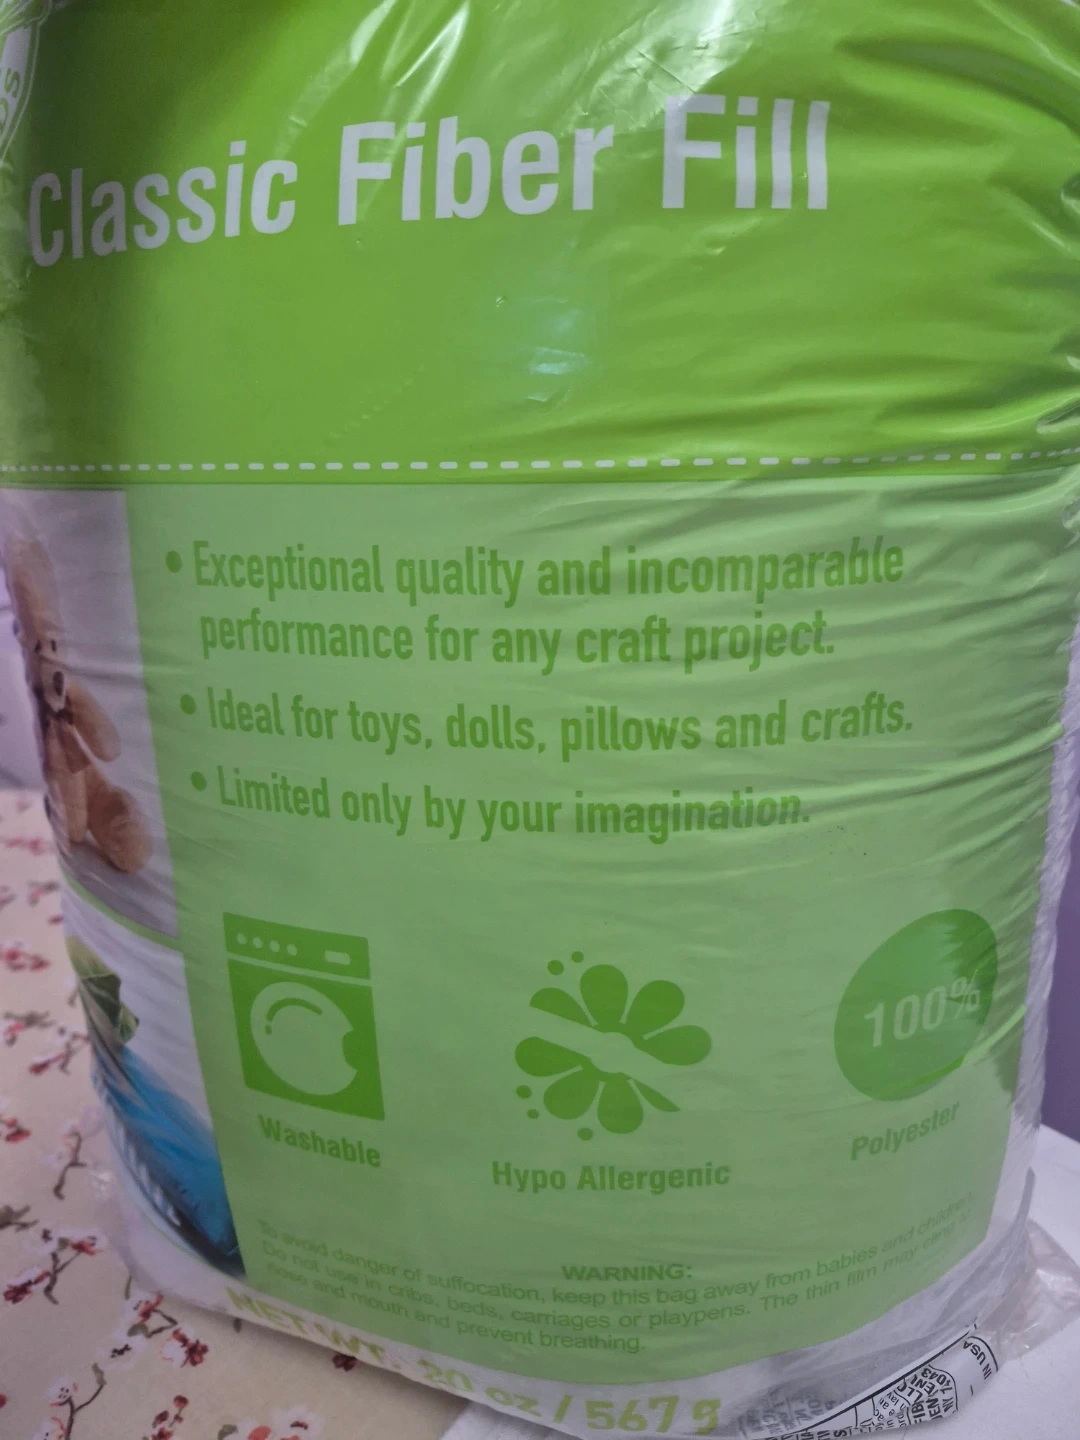 Classic Fiber Fill
• Exceptional quality and incomparable
performance for any craft project.
• Ideal for toys, dolls, pillows and crafts.
• Limited only by your imagination.
100%
Washable
Hypo Allergenic
Polyester
WARNING:
To avoid danger of suffocation, keep this bag away from babies and children.
Do not use in cribs, beds, carriages or playpens. The thin film may cling to
nose and mouth and prevent breathing.
NET WT. 20 oz / 567 g
IN USA